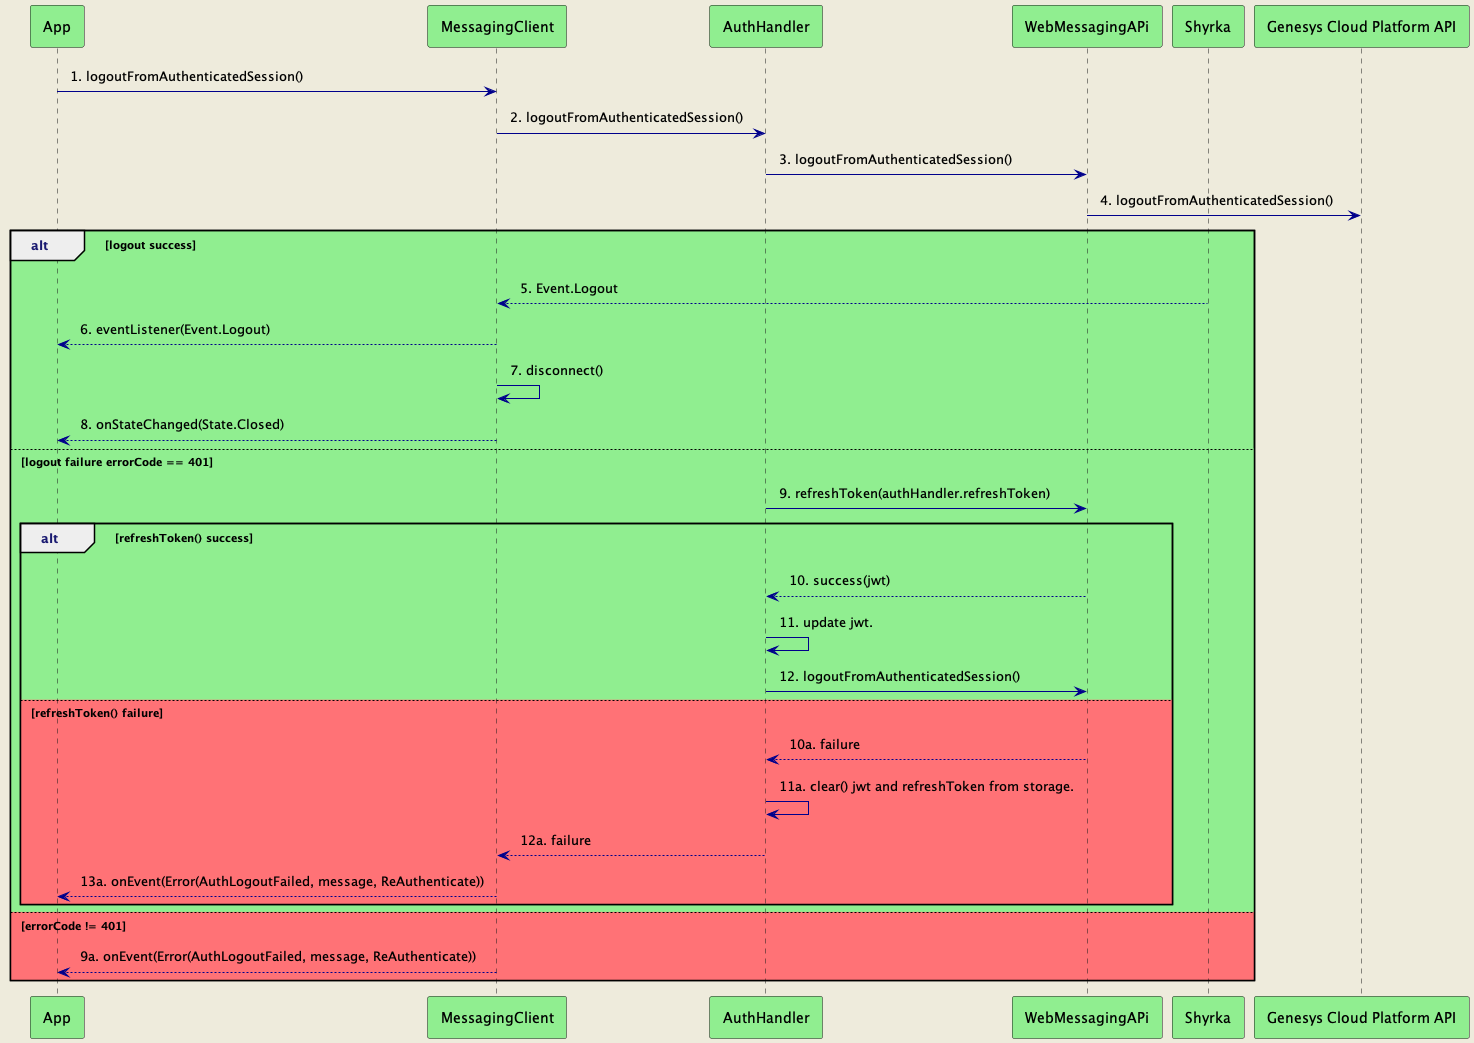 App
MessagingClient
AuthHandler
WebMessagingAPi
Shyrka
Genesys Cloud Platform API
1. logoutFromAuthenticatedSession()
2. logoutFromAuthenticatedSession()
3. logoutFromAuthenticatedSession()
4. logoutFromAuthenticatedSession()
alt
[logout success]
5. Event.Logout
6. eventListener(Event.Logout)
7. disconnect()
8. onStateChanged(State.Closed)
[logout failure errorCode == 401]
9. refreshToken(authHandler.refreshToken)
alt
[refreshToken() success]
10. success(jwt)
11. update jwt.
12. logoutFromAuthenticatedSession()
[refreshToken() failure]
10a. failure
11a. clear() jwt and refreshToken from storage.
12a. failure
13a. onEvent(Error(AuthLogoutFailed, message, ReAuthenticate))
[errorCode != 401]
9a. onEvent(Error(AuthLogoutFailed, message, ReAuthenticate))
App
MessagingClient
AuthHandler
WebMessagingAPi
Shyrka
Genesys Cloud Platform API